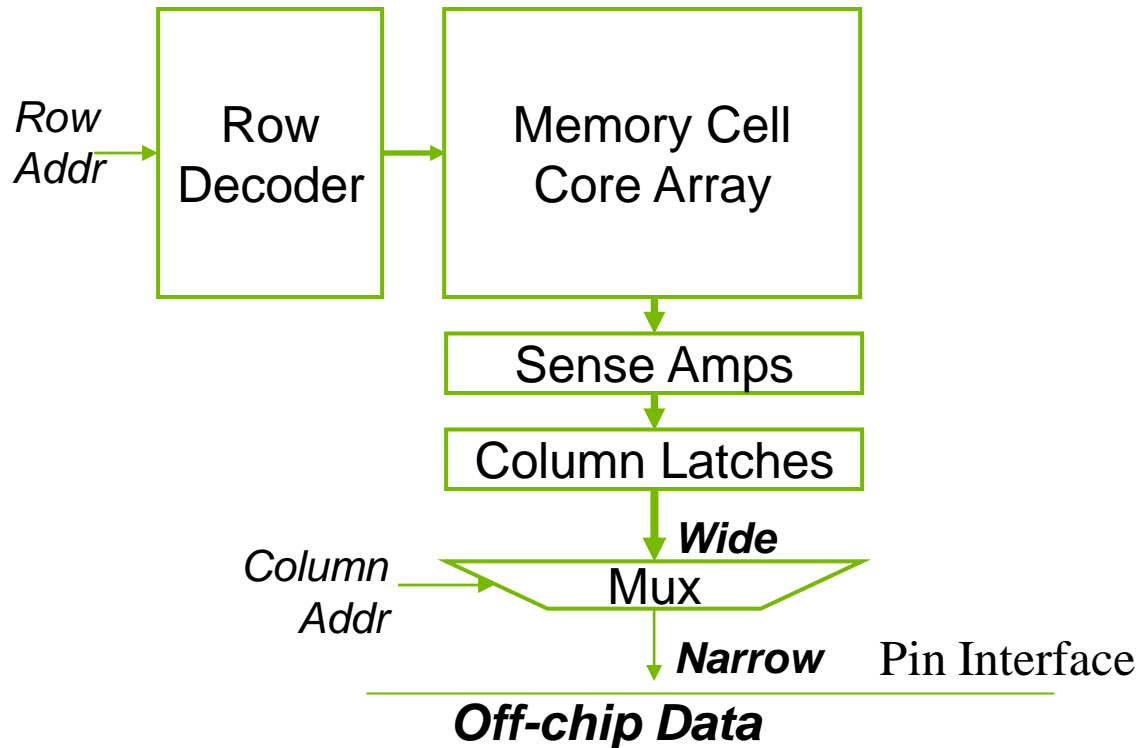 Row
Addr
Row
Decoder
Memory Cell
Core Array
Sense Amps
Column Latches
Wide
Column
Addr
Mux
Narrow
Pin Interface
Off-chip Data